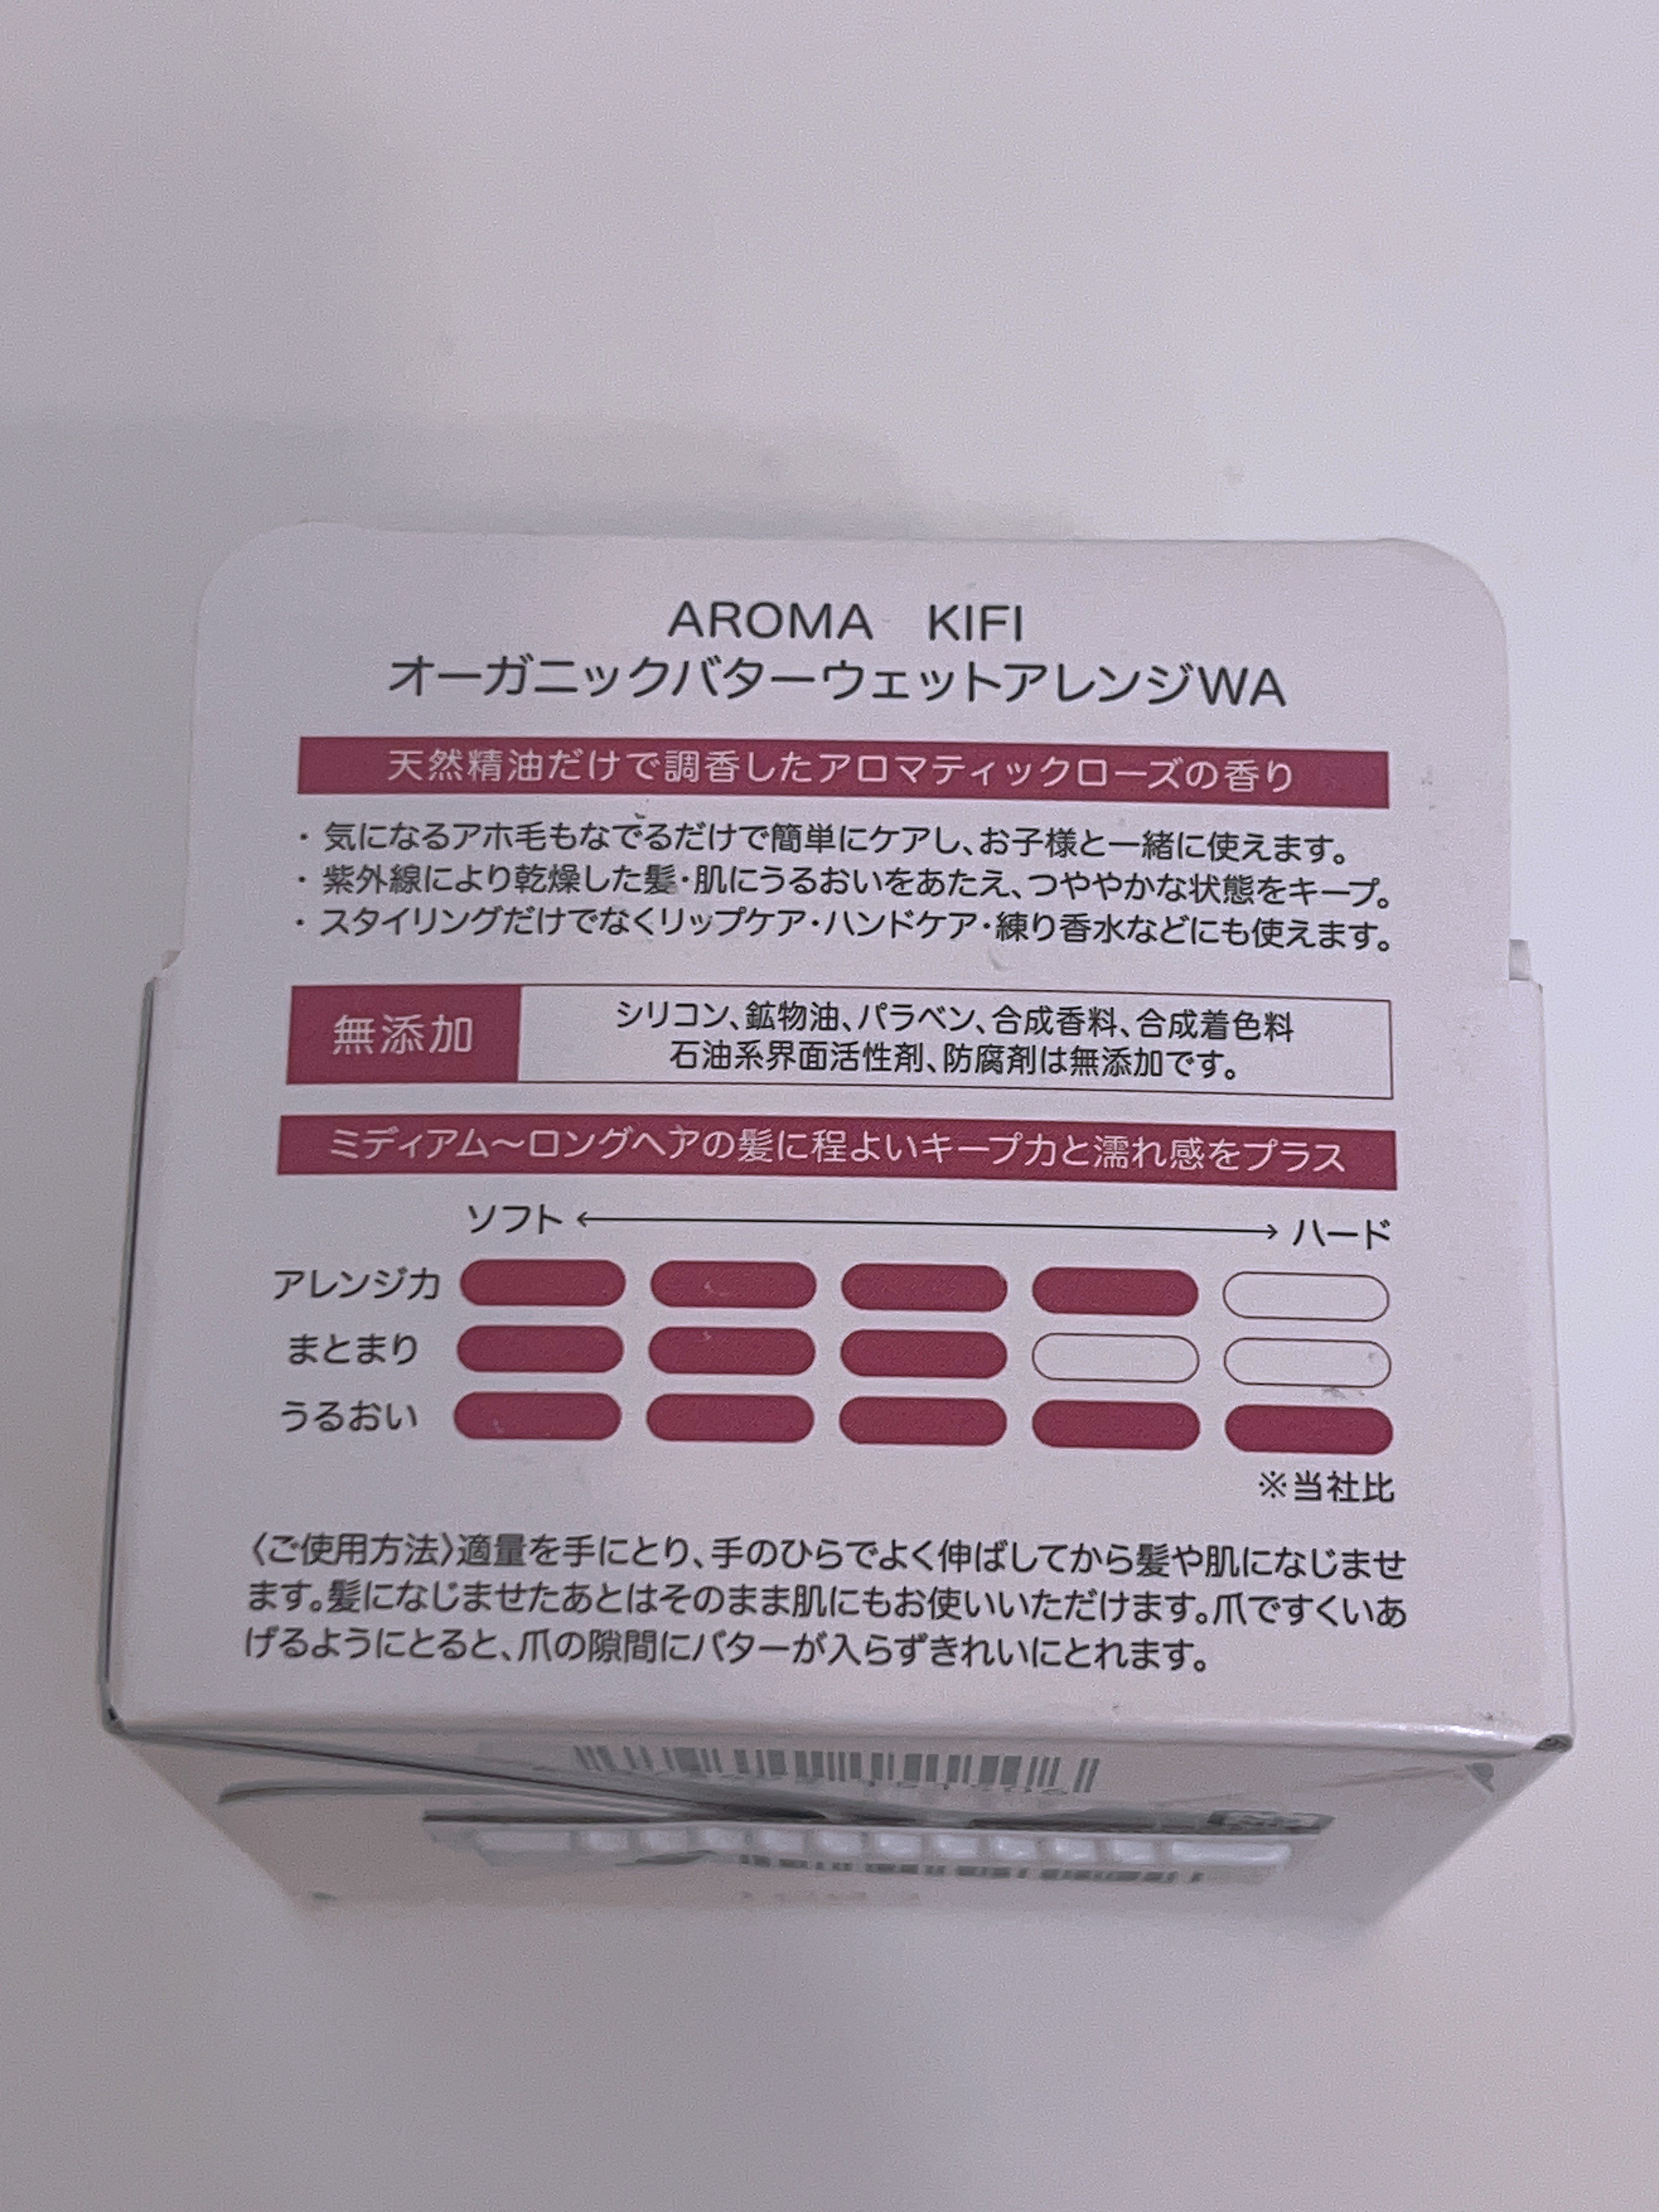 AROMA KIFI
オーガニックバターウェットアレンジWA
天然精油だけで調香したアロマティックローズの香り
・気になるアホ毛もなでるだけで簡単にケアし、お子様と一緒に使えます。
・紫外線により乾燥した髪・肌にうるおいをあたえ、つややかな状態をキープ。
・スタイリングだけでなくリップケア・ハンドケア・練り香水などにも使えます。
無添加
シリコン、鉱物油、パラベン、合成香料、合成着色料
石油系界面活性剤、防腐剤は無添加です。
ミディアム～ロングヘアの髪に程よいキープ力と濡れ感をプラス
ソフト ←→ ハード
アレンジ力
まとまり
うるおい
※当社比
〈ご使用方法〉適量を手にとり、手のひらでよく伸ばしてから髪や肌になじませ
ます。髪になじませたあとはそのまま肌にもお使いいただけます。爪ですくいあ
げるようにとると、爪の隙間にバターが入らずきれいにとれます。